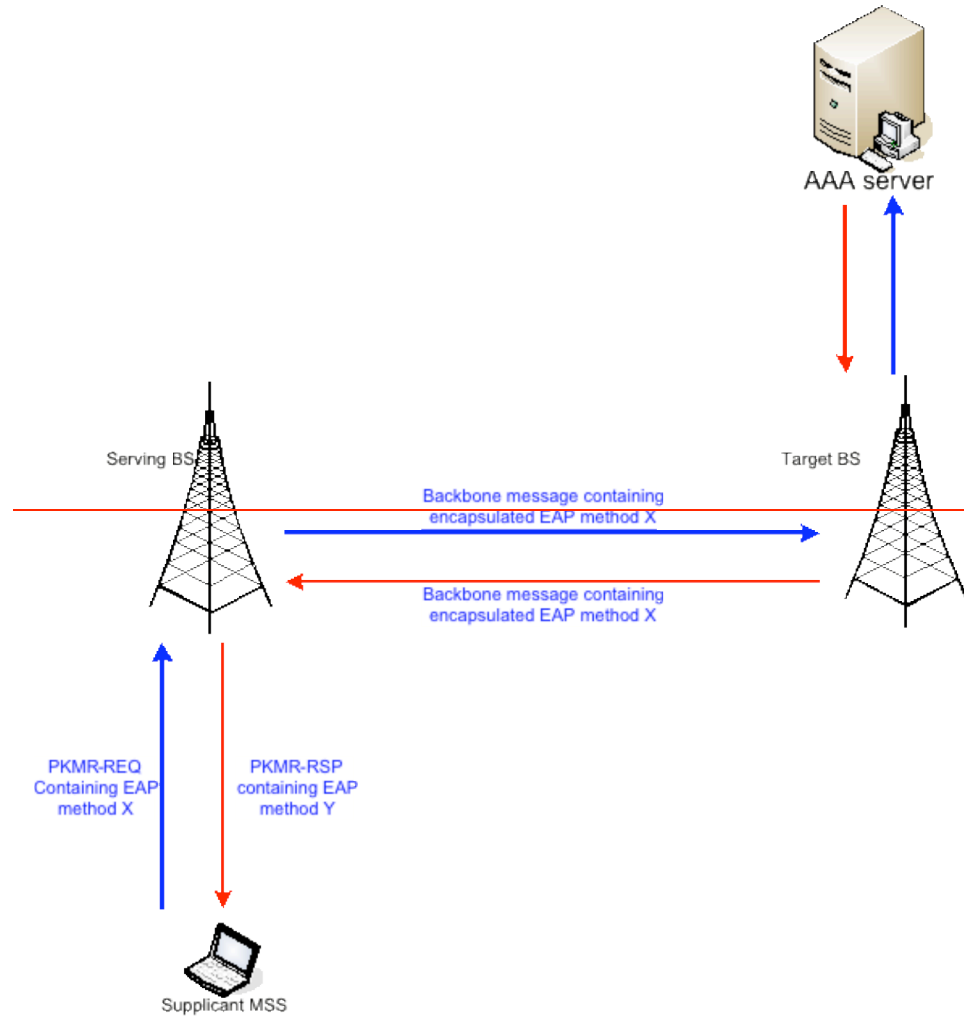 AAA server
Serving BS
Target BS
Backbone message containing
encapsulated EAP method X
Backbone message containing
encapsulated EAP method X
PKMR-REQ
Containing EAP
method X
PKMR-RSP
containing EAP
method Y
Supplicant MSS